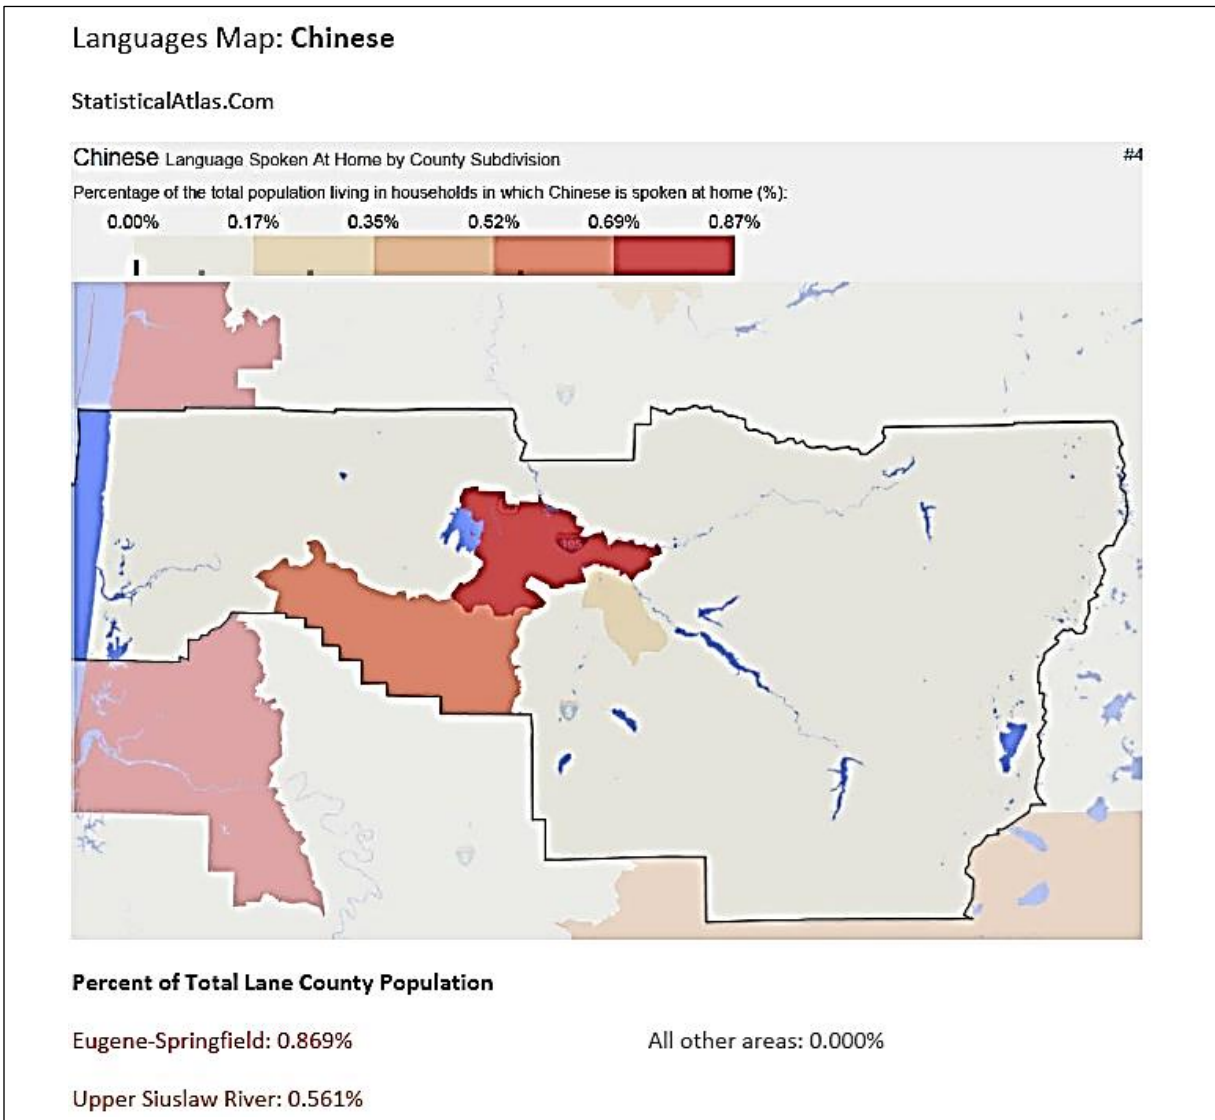 Languages Map: Chinese
StatisticalAtlas.Com
Chinese Language Spoken At Home by County Subdivision
#4
Percentage of the total population living in households in which Chinese is spoken at home (%):
0.00% 0.17% 0.35% 0.52% 0.69% 0.87%
105
5
Percent of Total Lane County Population
Eugene-Springfield: 0.869% All other areas: 0.000%
Upper Siuslaw River: 0.561%